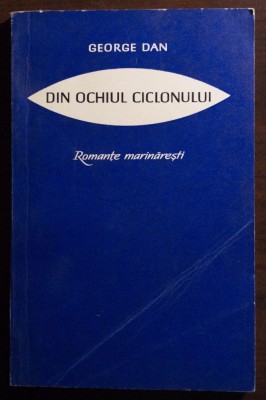 GEORGE DAN
DIN OCHIUL CICLONULUI
Romanțe marinărești